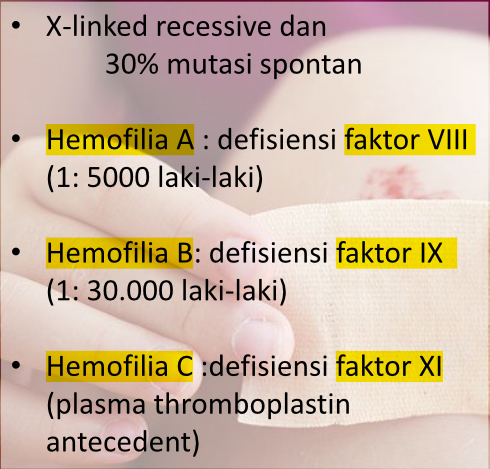 • X-linked recessive dan
30% mutasi spontan
• Hemofilia A : defisiensi faktor VIII
(1: 5000 laki-laki)
• Hemofilia B: defisiensi faktor IX
(1: 30.000 laki-laki)
• Hemofilia C :defisiensi faktor XI
(plasma thromboplastin
antecedent)